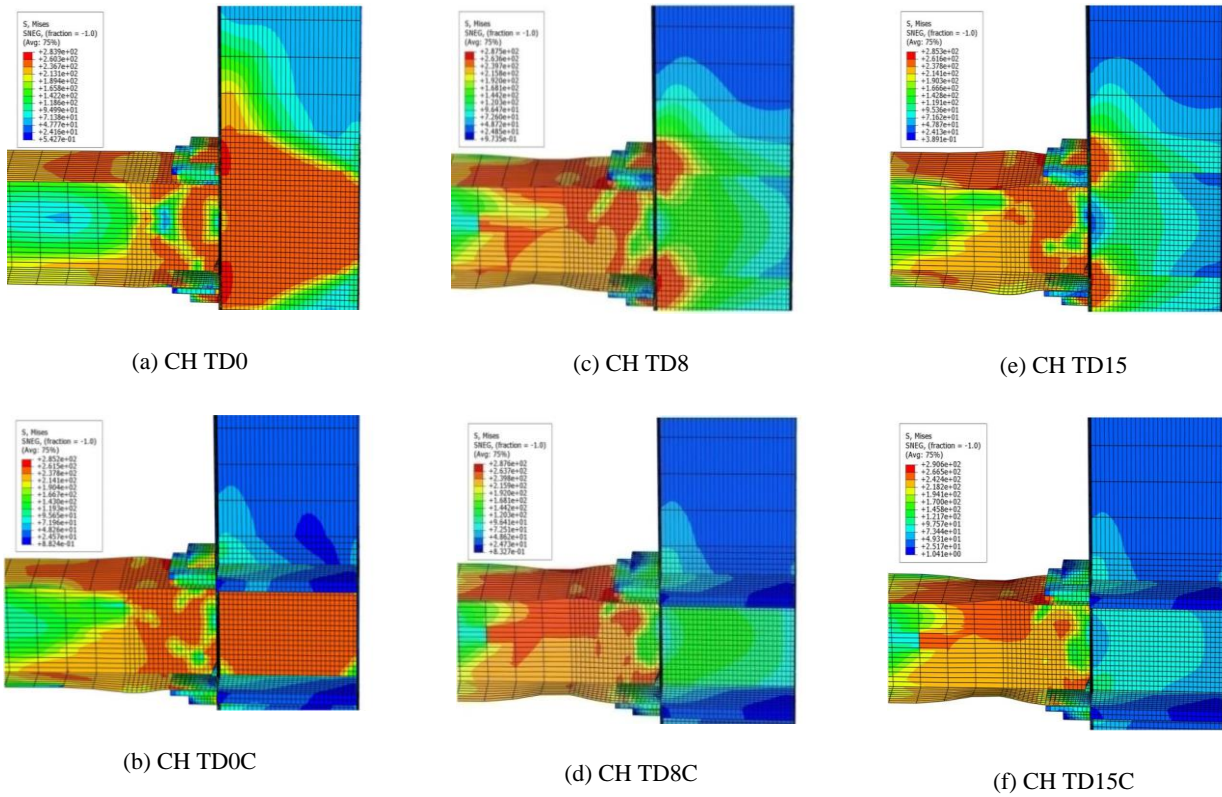 S, Mises
SNEG, (fraction = -1.0)
(Avg: 75%)
+2.839e+02
+2.603e+02
+2.367e+02
+2.131e+02
+1.894e+02
+1.658e+02
+1.422e+02
+1.186e+02
+9.499e+01
+7.138e+01
+4.777e+01
+2.416e+01
+5.427e-01
(a) CH TD0
S, Mises
SNEG, (fraction = -1.0)
(Avg: 75%)
+2.875e+02
+2.636e+02
+2.397e+02
+2.158e+02
+1.920e+02
+1.681e+02
+1.442e+02
+1.203e+02
+9.647e+01
+7.260e+01
+4.872e+01
+2.485e+01
+9.735e-01
(c) CH TD8
S, Mises
SNEG, (fraction = -1.0)
(Avg: 75%)
+2.853e+02
+2.616e+02
+2.378e+02
+2.141e+02
+1.903e+02
+1.666e+02
+1.428e+02
+1.191e+02
+9.536e+01
+7.162e+01
+4.787e+01
+2.413e+01
+3.891e-01
(e) CH TD15
S, Mises
SNEG, (fraction = -1.0)
(Avg: 75%)
+2.852e+02
+2.615e+02
+2.378e+02
+2.141e+02
+1.904e+02
+1.667e+02
+1.430e+02
+1.193e+02
+9.565e+01
+7.196e+01
+4.826e+01
+2.457e+01
+8.824e-01
(b) CH TD0C
S, Mises
SNEG, (fraction = -1.0)
(Avg: 75%)
+2.876e+02
+2.637e+02
+2.398e+02
+2.159e+02
+1.920e+02
+1.681e+02
+1.442e+02
+1.203e+02
+9.641e+01
+7.251e+01
+4.862e+01
+2.473e+01
+8.327e-01
(d) CH TD8C
S, Mises
SNEG, (fraction = -1.0)
(Avg: 75%)
+2.906e+02
+2.665e+02
+2.424e+02
+2.182e+02
+1.941e+02
+1.700e+02
+1.458e+02
+1.217e+02
+9.757e+01
+7.344e+01
+4.931e+01
+2.517e+01
+1.041e+00
(f) CH TD15C